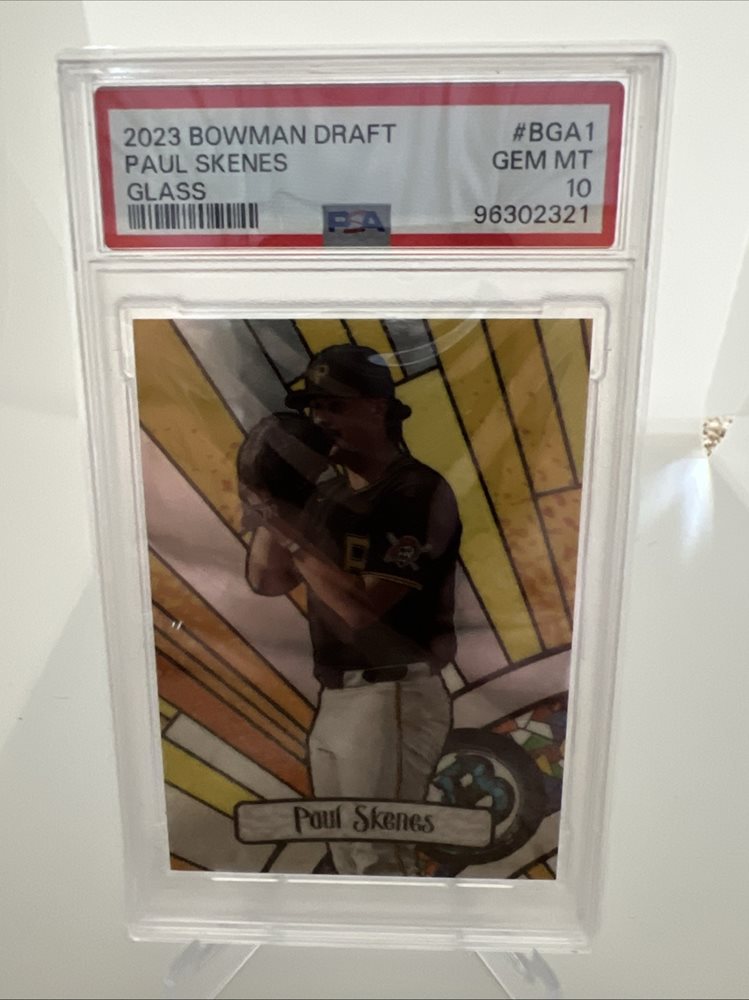 2023 BOWMAN DRAFT #BGA1
PAUL SKENES GEM MT
GLASS 10
PSA 96302321
P
P
Paul Skenes
B